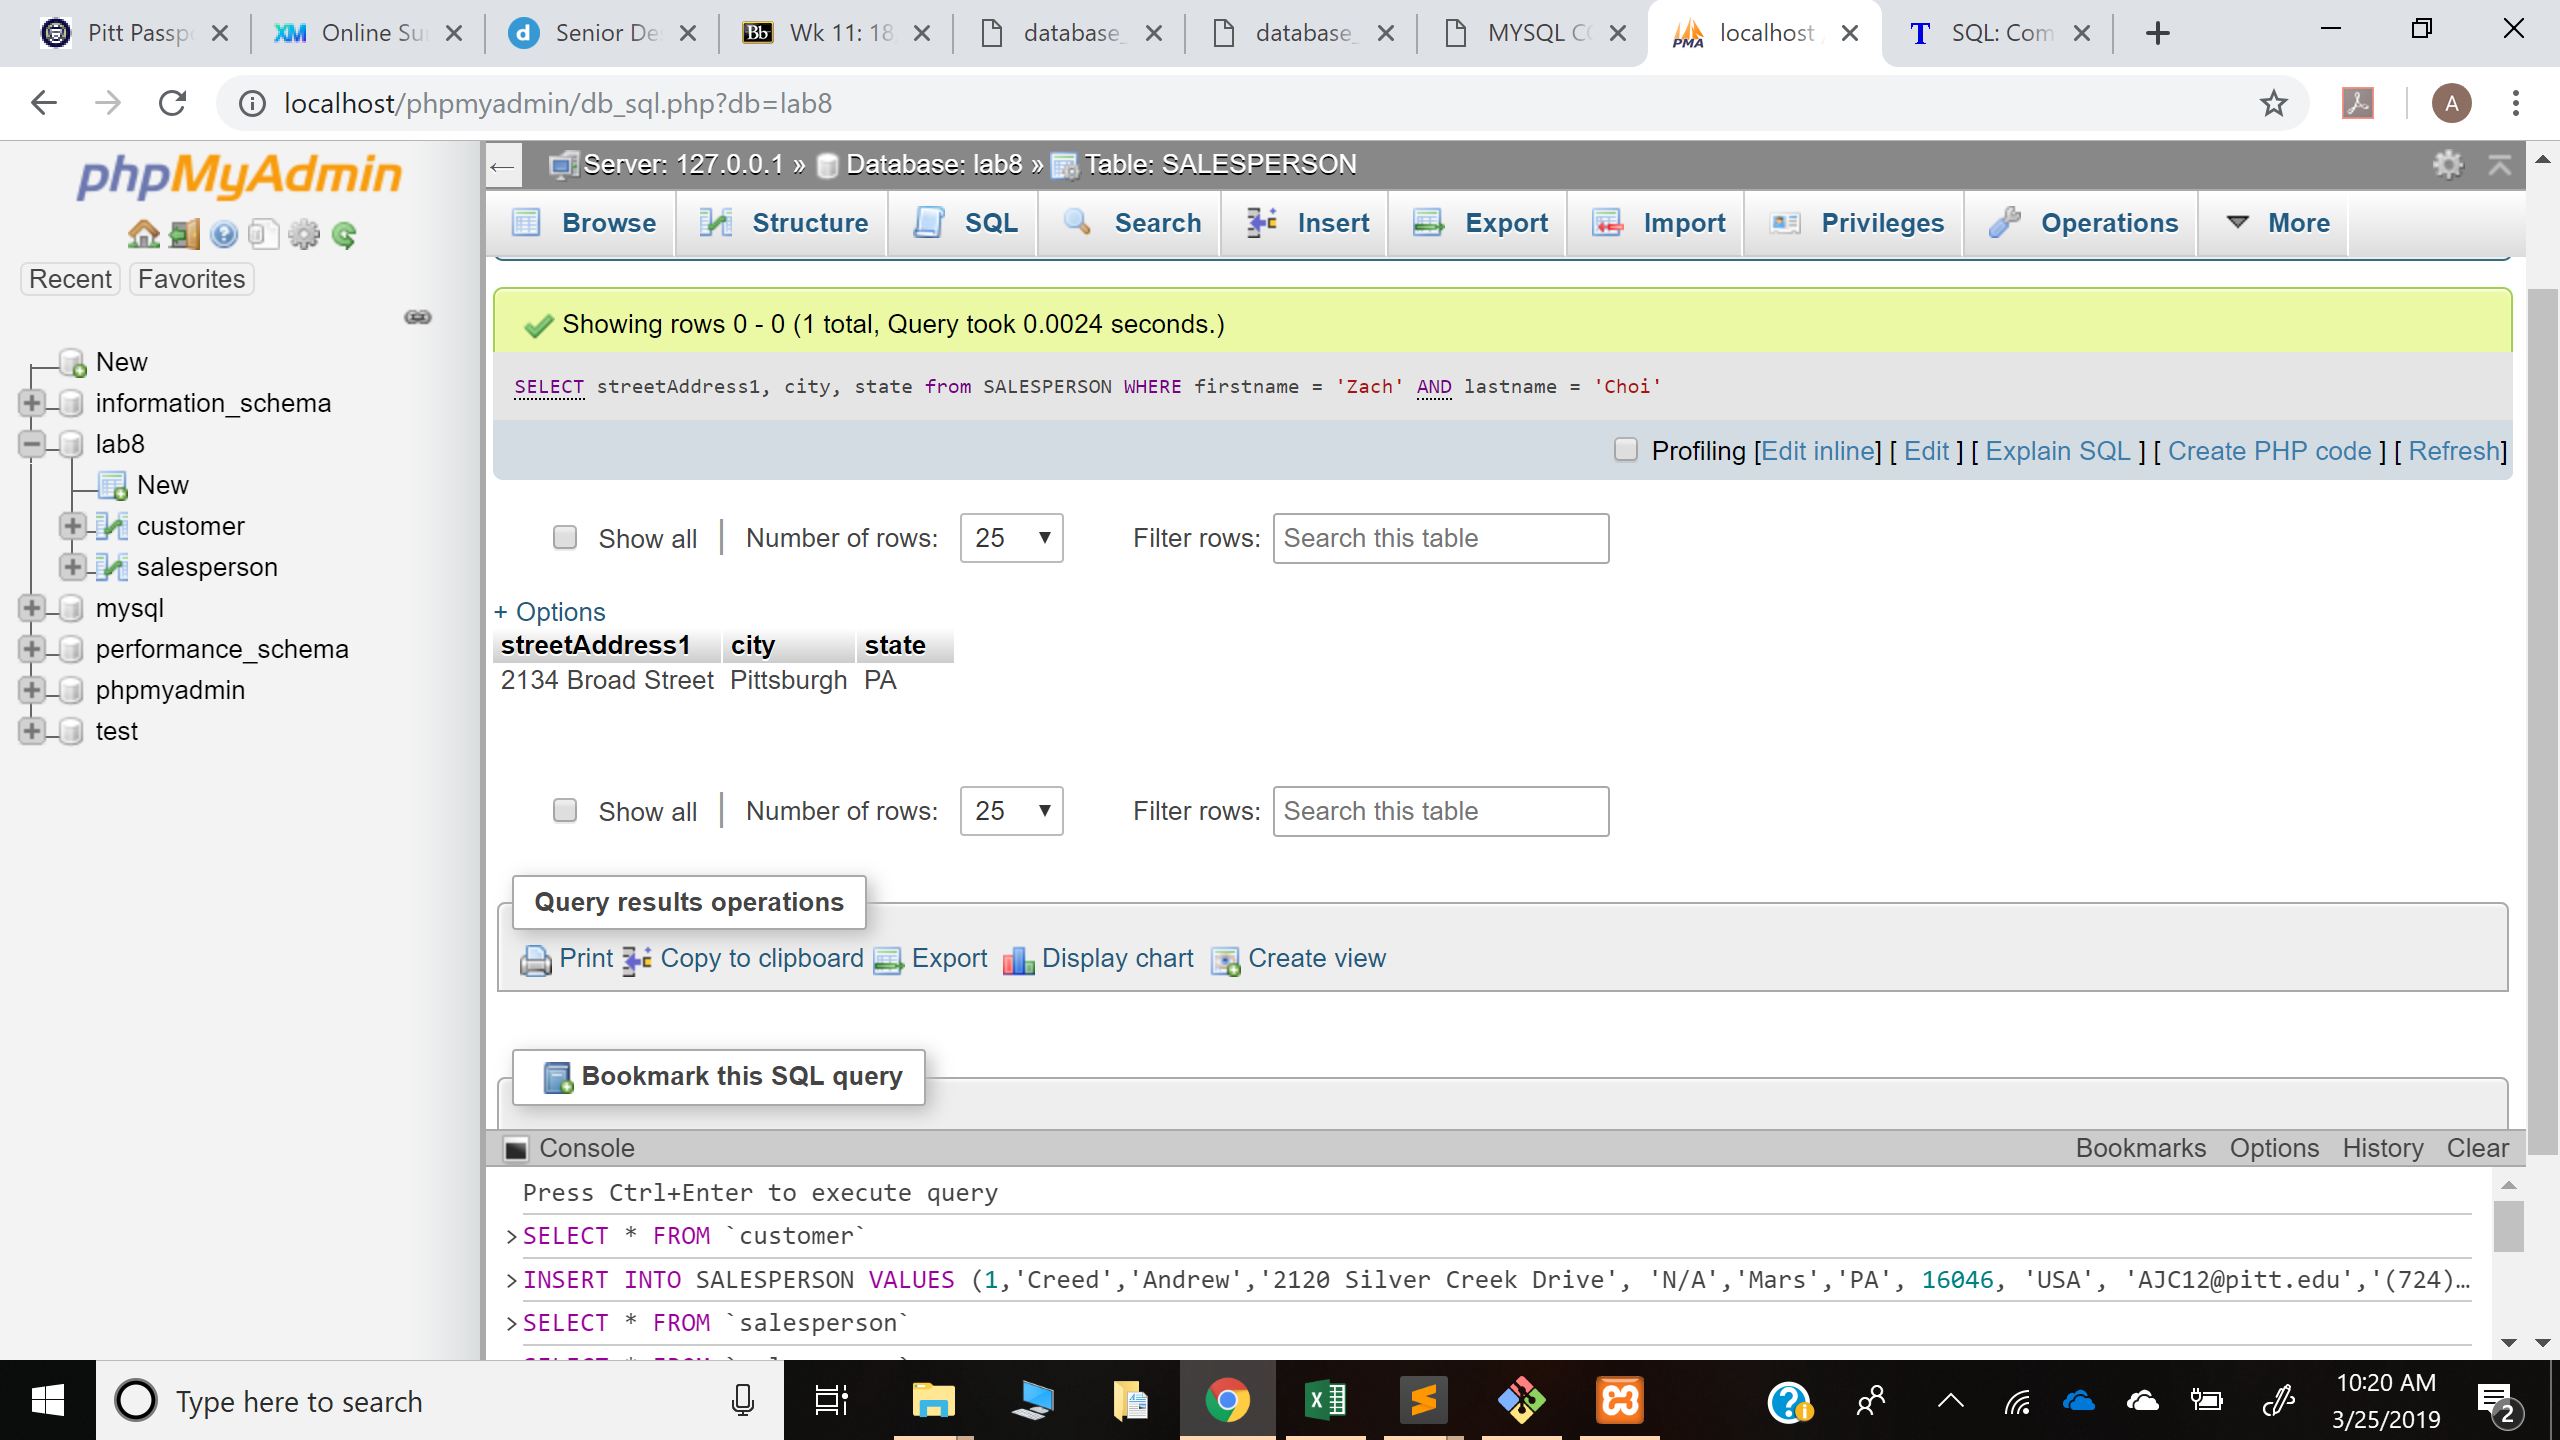 Pitt Passp
XM Online Su
d Senior De
Bb Wk 11: 18
database_
database_
MYSQL C
PMA localhost
T SQL: Com
localhost/phpmyadmin/db_sql.php?db=lab8
A
phpMyAdmin
Recent Favorites
New
information_schema
lab8
New
customer
salesperson
mysql
performance_schema
phpmyadmin
test
Server: 127.0.0.1 » Database: lab8 » Table: SALESPERSON
Browse Structure SQL Search Insert Export Import Privileges Operations More
Showing rows 0 - 0 (1 total, Query took 0.0024 seconds.)
SELECT streetAddress1, city, state from SALESPERSON WHERE firstname = 'Zach' AND lastname = 'Choi'
Profiling [Edit inline] [ Edit ] [ Explain SQL ] [ Create PHP code ] [ Refresh]
Show all Number of rows: 25 Filter rows: Search this table
+ Options
streetAddress1 city state
2134 Broad Street Pittsburgh PA
Show all Number of rows: 25 Filter rows: Search this table
Query results operations
Print Copy to clipboard Export Display chart Create view
Bookmark this SQL query
Console Bookmarks Options History Clear
Press Ctrl+Enter to execute query
>SELECT * FROM `customer`
>INSERT INTO SALESPERSON VALUES (1,'Creed','Andrew','2120 Silver Creek Drive', 'N/A','Mars','PA', 16046, 'USA', 'AJC12@pitt.edu','(724)…
>SELECT * FROM `salesperson`
Type here to search
10:20 AM
3/25/2019
2